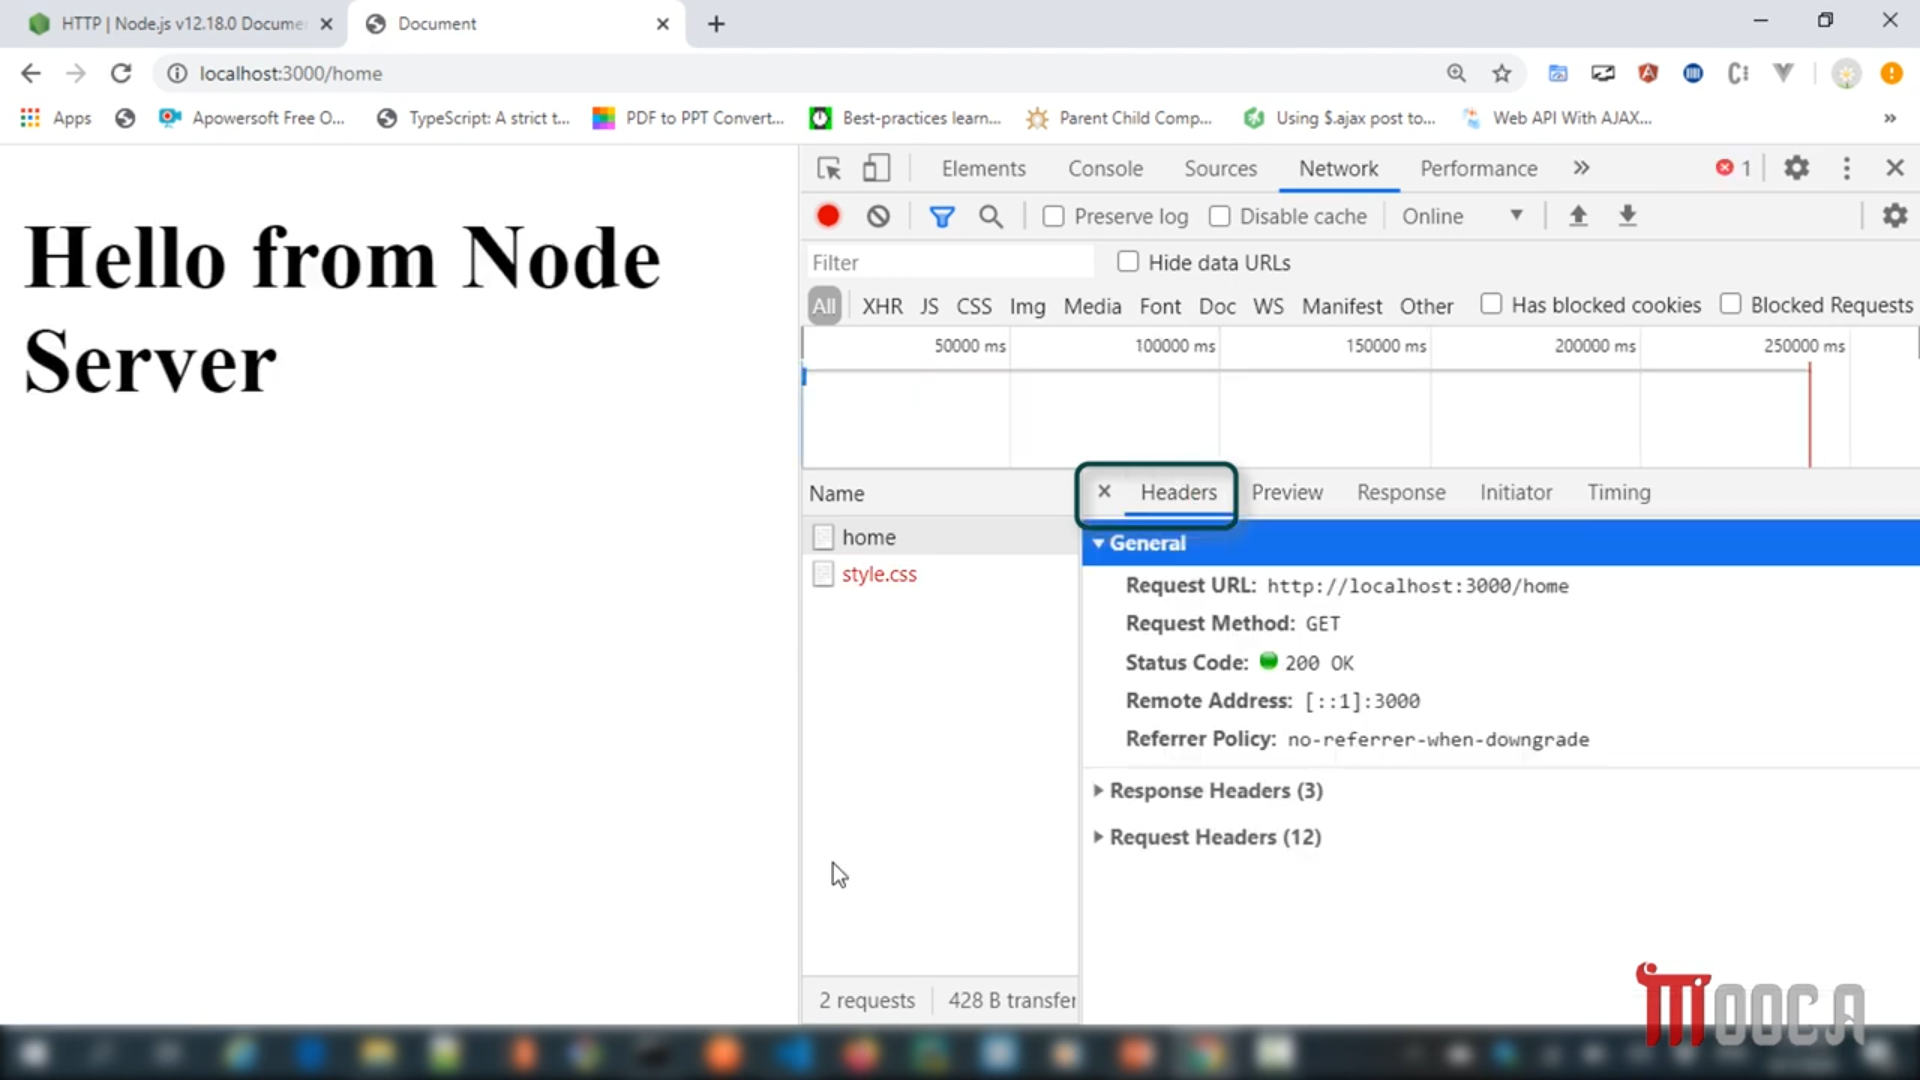 HTTP | Node.js v12.18.0 Docume
Document
localhost:3000/home
Apps
Apowersoft Free O...
TypeScript: A strict t...
PDF to PPT Convert...
Best-practices learn...
Parent Child Comp...
Using $.ajax post to...
Web API With AJAX...
»
Hello from Node
Server
Elements Console Sources Network Performance » 1
Preserve log Disable cache Online
Filter Hide data URLs
All XHR JS CSS Img Media Font Doc WS Manifest Other Has blocked cookies Blocked Requests
50000 ms 100000 ms 150000 ms 200000 ms 250000 ms
Name
home
style.css
2 requests 428 B transfer
Headers Preview Response Initiator Timing
General
Request URL: http://localhost:3000/home
Request Method: GET
Status Code: 200 OK
Remote Address: [::1]:3000
Referrer Policy: no-referrer-when-downgrade
Response Headers (3)
Request Headers (12)
MOOCA